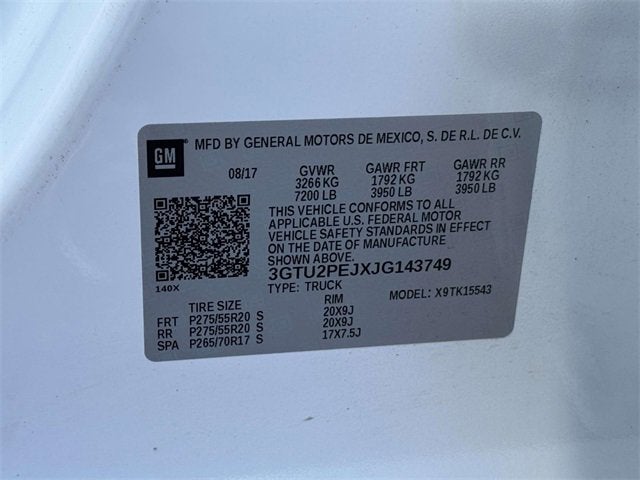 GM
MFD BY GENERAL MOTORS DE MEXICO, S. DE R.L. DE C.V.
08/17 GVWR GAWR FRT GAWR RR
3266 KG 1792 KG 1792 KG
7200 LB 3950 LB 3950 LB
THIS VEHICLE CONFORMS TO ALL
APPLICABLE U.S. FEDERAL MOTOR
VEHICLE SAFETY STANDARDS IN EFFECT
ON THE DATE OF MANUFACTURE
SHOWN ABOVE.
3GTU2PEJXJG143749
140X
TYPE: TRUCK MODEL: X9TK15543
TIRE SIZE RIM
FRT P275/55R20 S 20X9J
RR P275/55R20 S 20X9J
SPA P265/70R17 S 17X7.5J